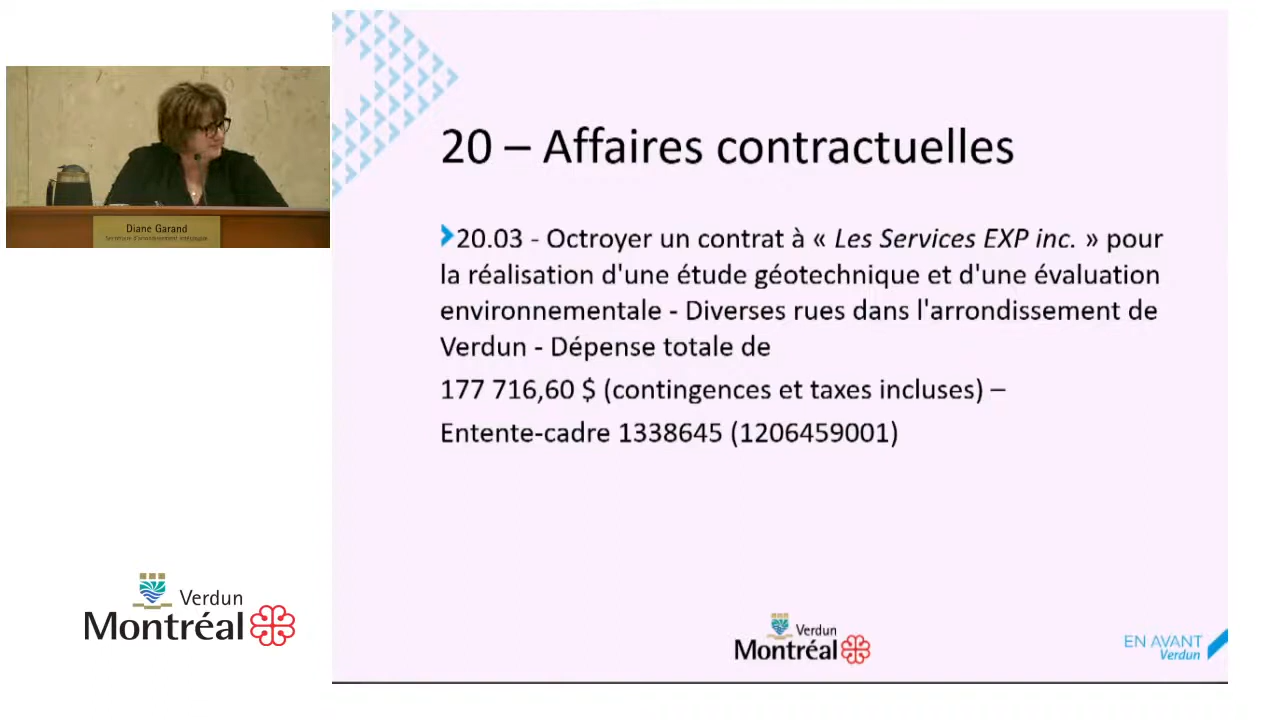 20 – Affaires contractuelles
20.03 - Octroyer un contrat à « Les Services EXP inc. » pour
la réalisation d'une étude géotechnique et d'une évaluation
environnementale - Diverses rues dans l'arrondissement de
Verdun - Dépense totale de
177 716,60 $ (contingences et taxes incluses) –
Entente-cadre 1338645 (1206459001)
Diane Garand
Secrétaire d'arrondissement
Verdun
Montréal
Verdun
Montréal
EN AVANT
Verdun